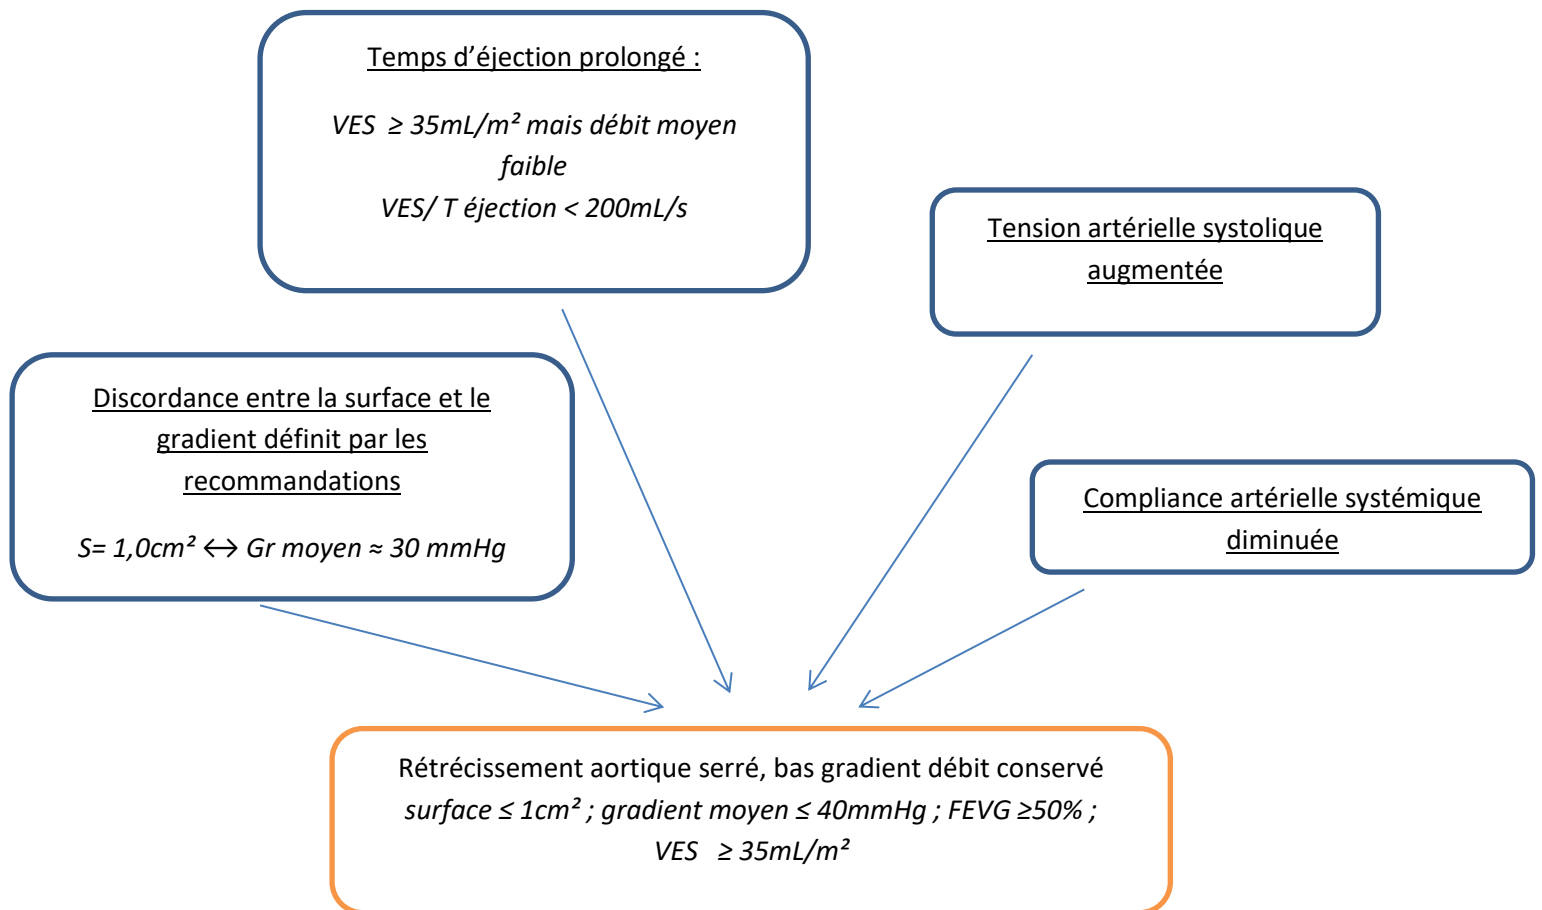 Temps d’éjection prolongé :
VES ≥ 35mL/m² mais débit moyen
faible
VES/ T éjection < 200mL/s
Tension artérielle systolique
augmentée
Discordance entre la surface et le
gradient définit par les
recommandations
S= 1,0cm² ↔ Gr moyen ≈ 30 mmHg
Compliance artérielle systémique
diminuée
Rétrécissement aortique serré, bas gradient débit conservé
surface ≤ 1cm² ; gradient moyen ≤ 40mmHg ; FEVG ≥50% ;
VES ≥ 35mL/m²